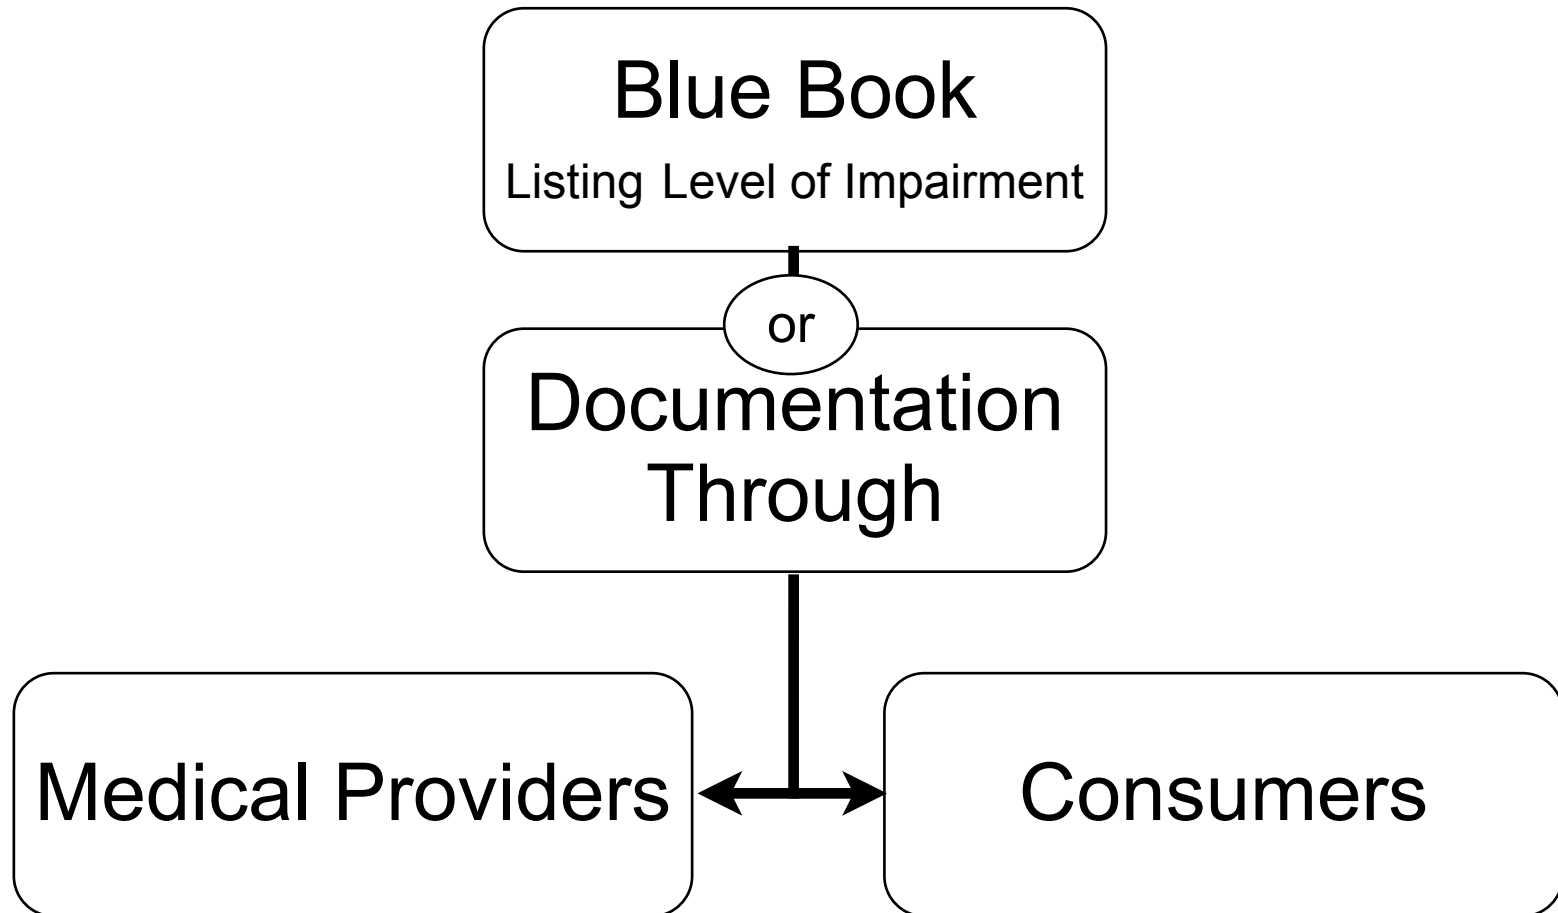 Blue Book
Listing Level of Impairment
or
Documentation
Through
Medical Providers
Consumers